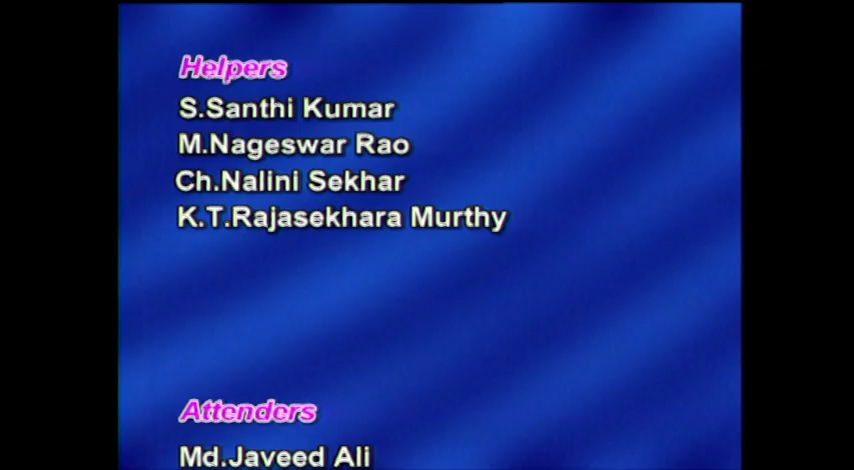 Helpers
S.Santhi Kumar
M.Nageswar Rao
Ch.Nalini Sekhar
K.T.Rajasekhara Murthy
Attenders
Md.Javeed Ali